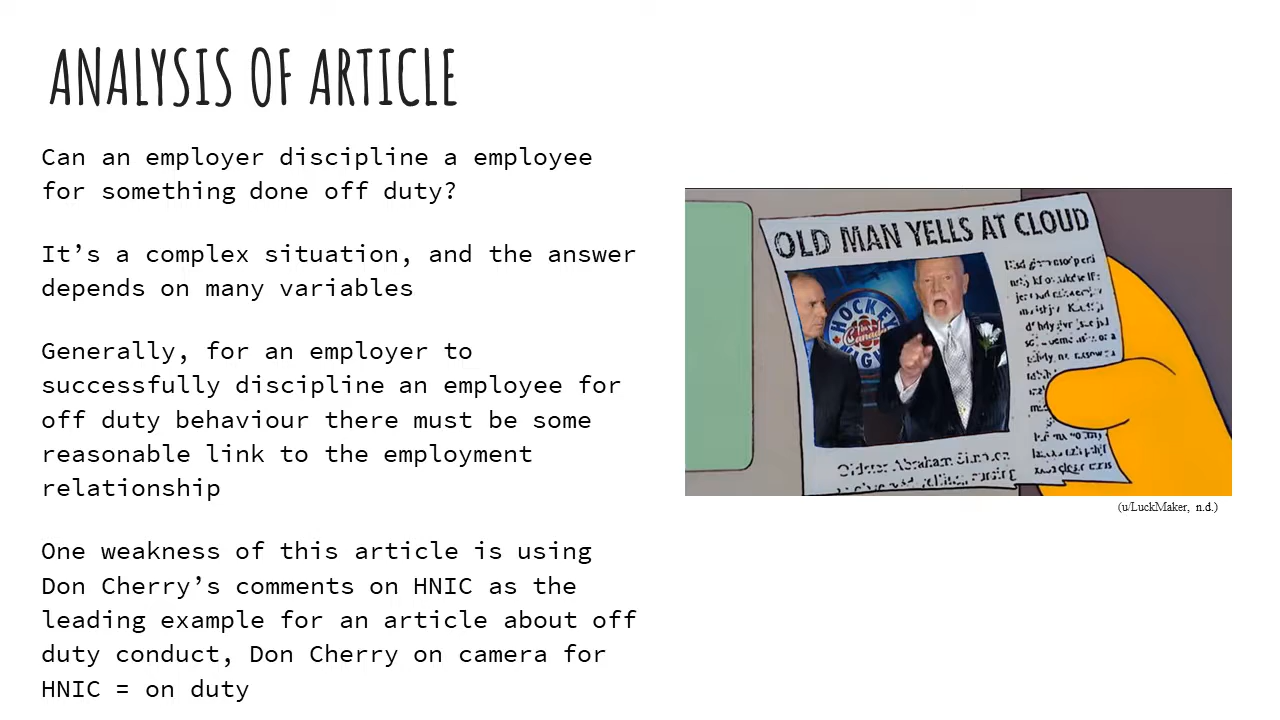 ANALYSIS OF ARTICLE
Can an employer discipline a employee
for something done off duty?
It’s a complex situation, and the answer
depends on many variables
Generally, for an employer to
successfully discipline an employee for
off duty behaviour there must be some
reasonable link to the employment
relationship
One weakness of this article is using
Don Cherry’s comments on HNIC as the
leading example for an article about off
duty conduct, Don Cherry on camera for
HNIC = on duty
OLD MAN YELLS AT CLOUD
HOCKEY
NIGHT
(u/LuckMaker, n.d.)